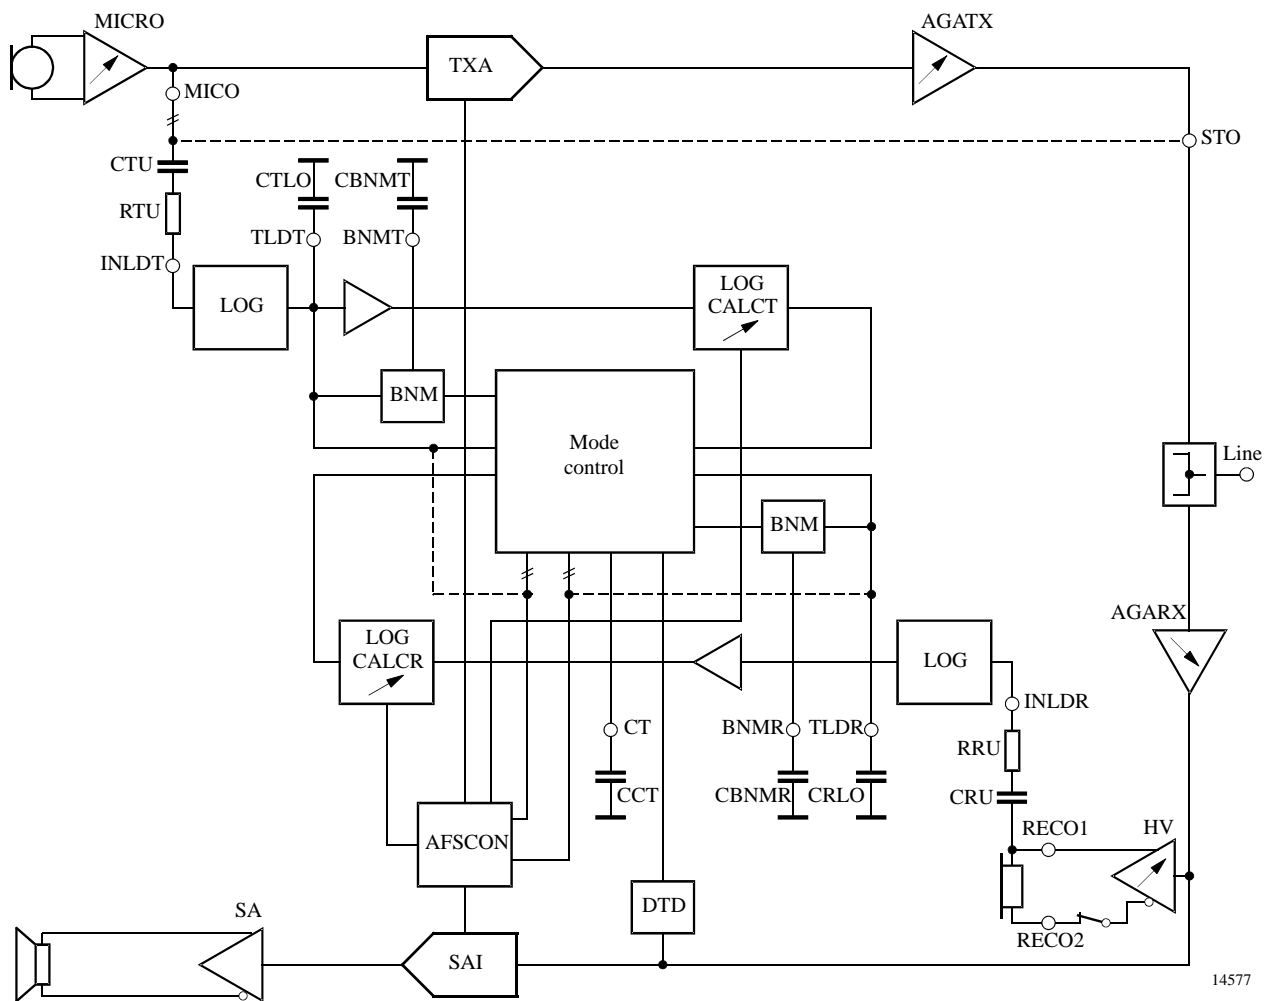 MICRO
AGATX
TXA
MICO
STO
CTU
CTLO
CBNMT
RTU
TLDT
BNMT
INLDT
LOG
LOG
CALCT
BNM
Mode
control
Line
BNM
AGARX
LOG
CALCR
LOG
INLDR
CT
BNMR
TLDR
RRU
CCT
CBNMR
CRLO
CRU
AFSCON
RECO1
HV
DTD
SA
RECO2
SAI
14577